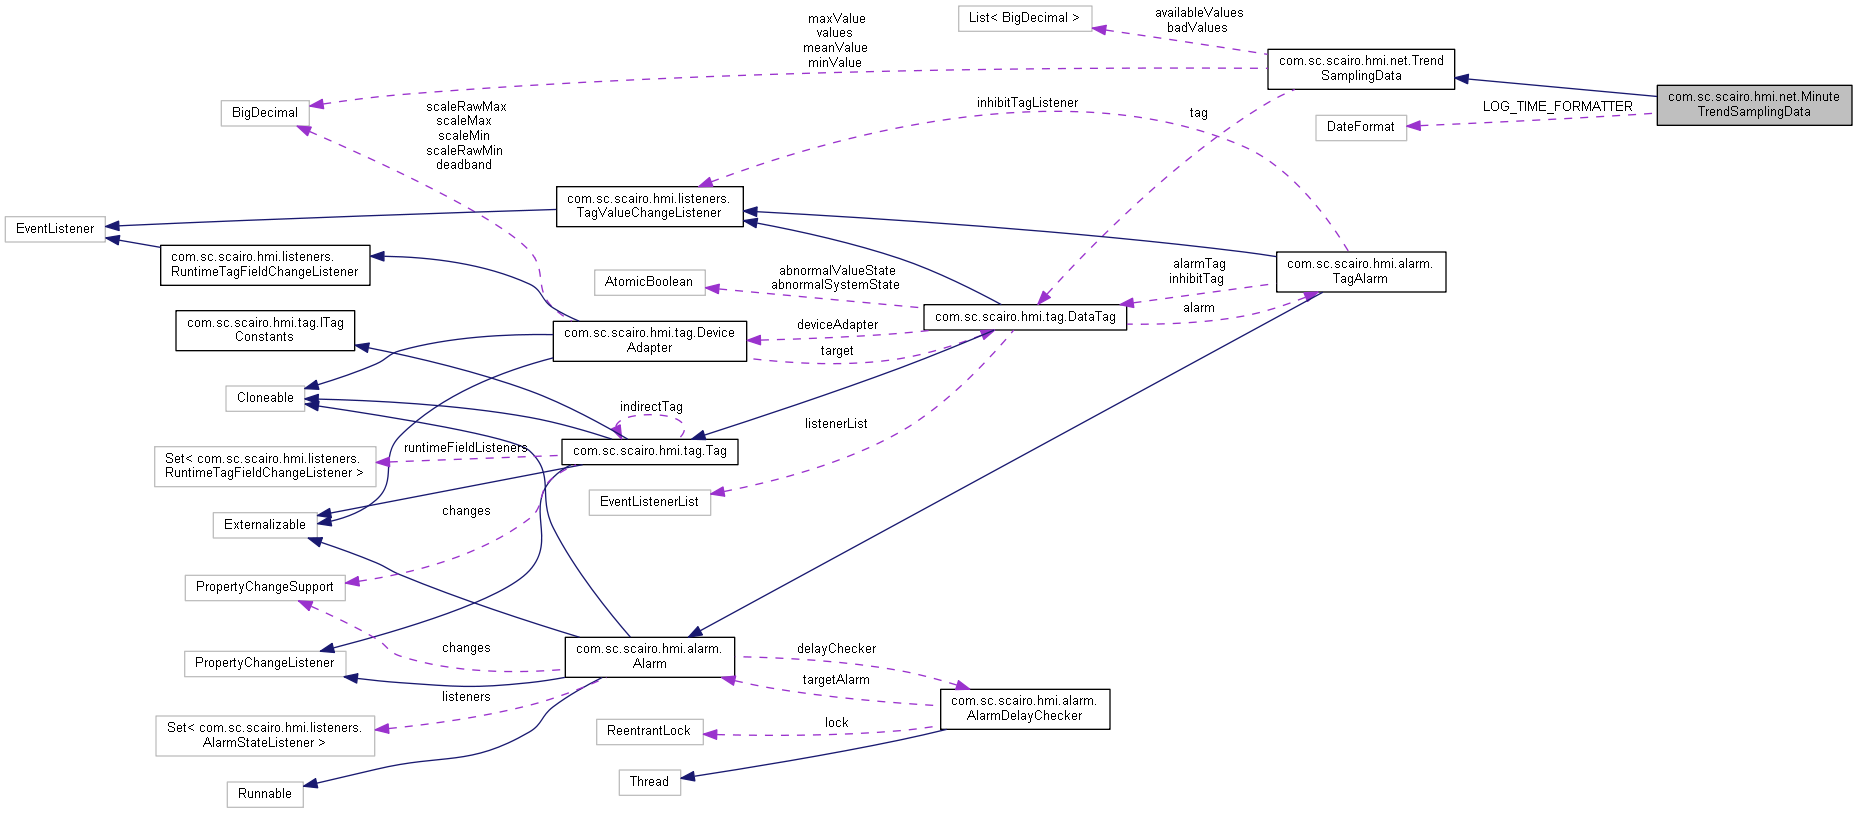 List< BigDecimal >
availableValues
badValues
maxValue
values
meanValue
minValue
com.sc.scairo.hmi.net.Trend
SamplingData
com.sc.scairo.hmi.net.Minute
TrendSamplingData
LOG_TIME_FORMATTER
DateFormat
BigDecimal
scaleRawMax
scaleMax
scaleMin
scaleRawMin
deadband
inhibitTagListener
tag
com.sc.scairo.hmi.listeners.
TagValueChangeListener
EventListener
com.sc.scairo.hmi.listeners.
RuntimeTagFieldChangeListener
AtomicBoolean
abnormalValueState
abnormalSystemState
alarmTag
inhibitTag
com.sc.scairo.hmi.alarm.
TagAlarm
com.sc.scairo.hmi.tag.ITag
Constants
com.sc.scairo.hmi.tag.Device
Adapter
deviceAdapter
target
com.sc.scairo.hmi.tag.DataTag
alarm
Cloneable
indirectTag
listenerList
Set< com.sc.scairo.hmi.listeners.
RuntimeTagFieldChangeListener >
runtimeFieldListeners
com.sc.scairo.hmi.tag.Tag
EventListenerList
Externalizable
changes
PropertyChangeSupport
changes
PropertyChangeListener
com.sc.scairo.hmi.alarm.
Alarm
delayChecker
targetAlarm
listeners
com.sc.scairo.hmi.alarm.
AlarmDelayChecker
Set< com.sc.scairo.hmi.listeners.
AlarmStateListener >
ReentrantLock
lock
Thread
Runnable